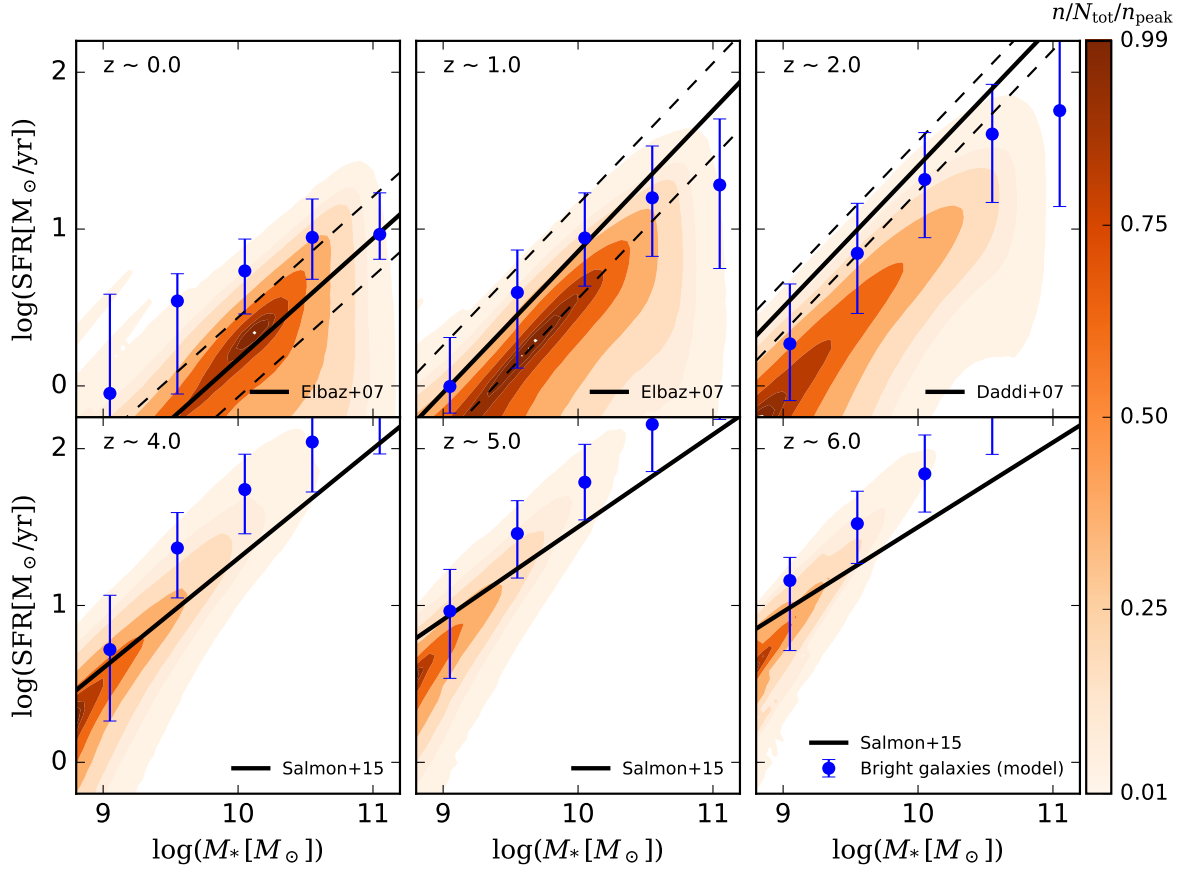 n/N_tot/n_peak
z ~ 0.0
z ~ 1.0
z ~ 2.0
0.99
0.75
0.50
0.25
0.01
log(SFR[M⊙/yr])
2
1
0
Elbaz+07
Elbaz+07
Daddi+07
z ~ 4.0
z ~ 5.0
z ~ 6.0
log(SFR[M⊙/yr])
2
1
0
Salmon+15
Salmon+15
Salmon+15
Bright galaxies (model)
9 10 11
9 10 11
9 10 11
log(M∗[M⊙])
log(M∗[M⊙])
log(M∗[M⊙])